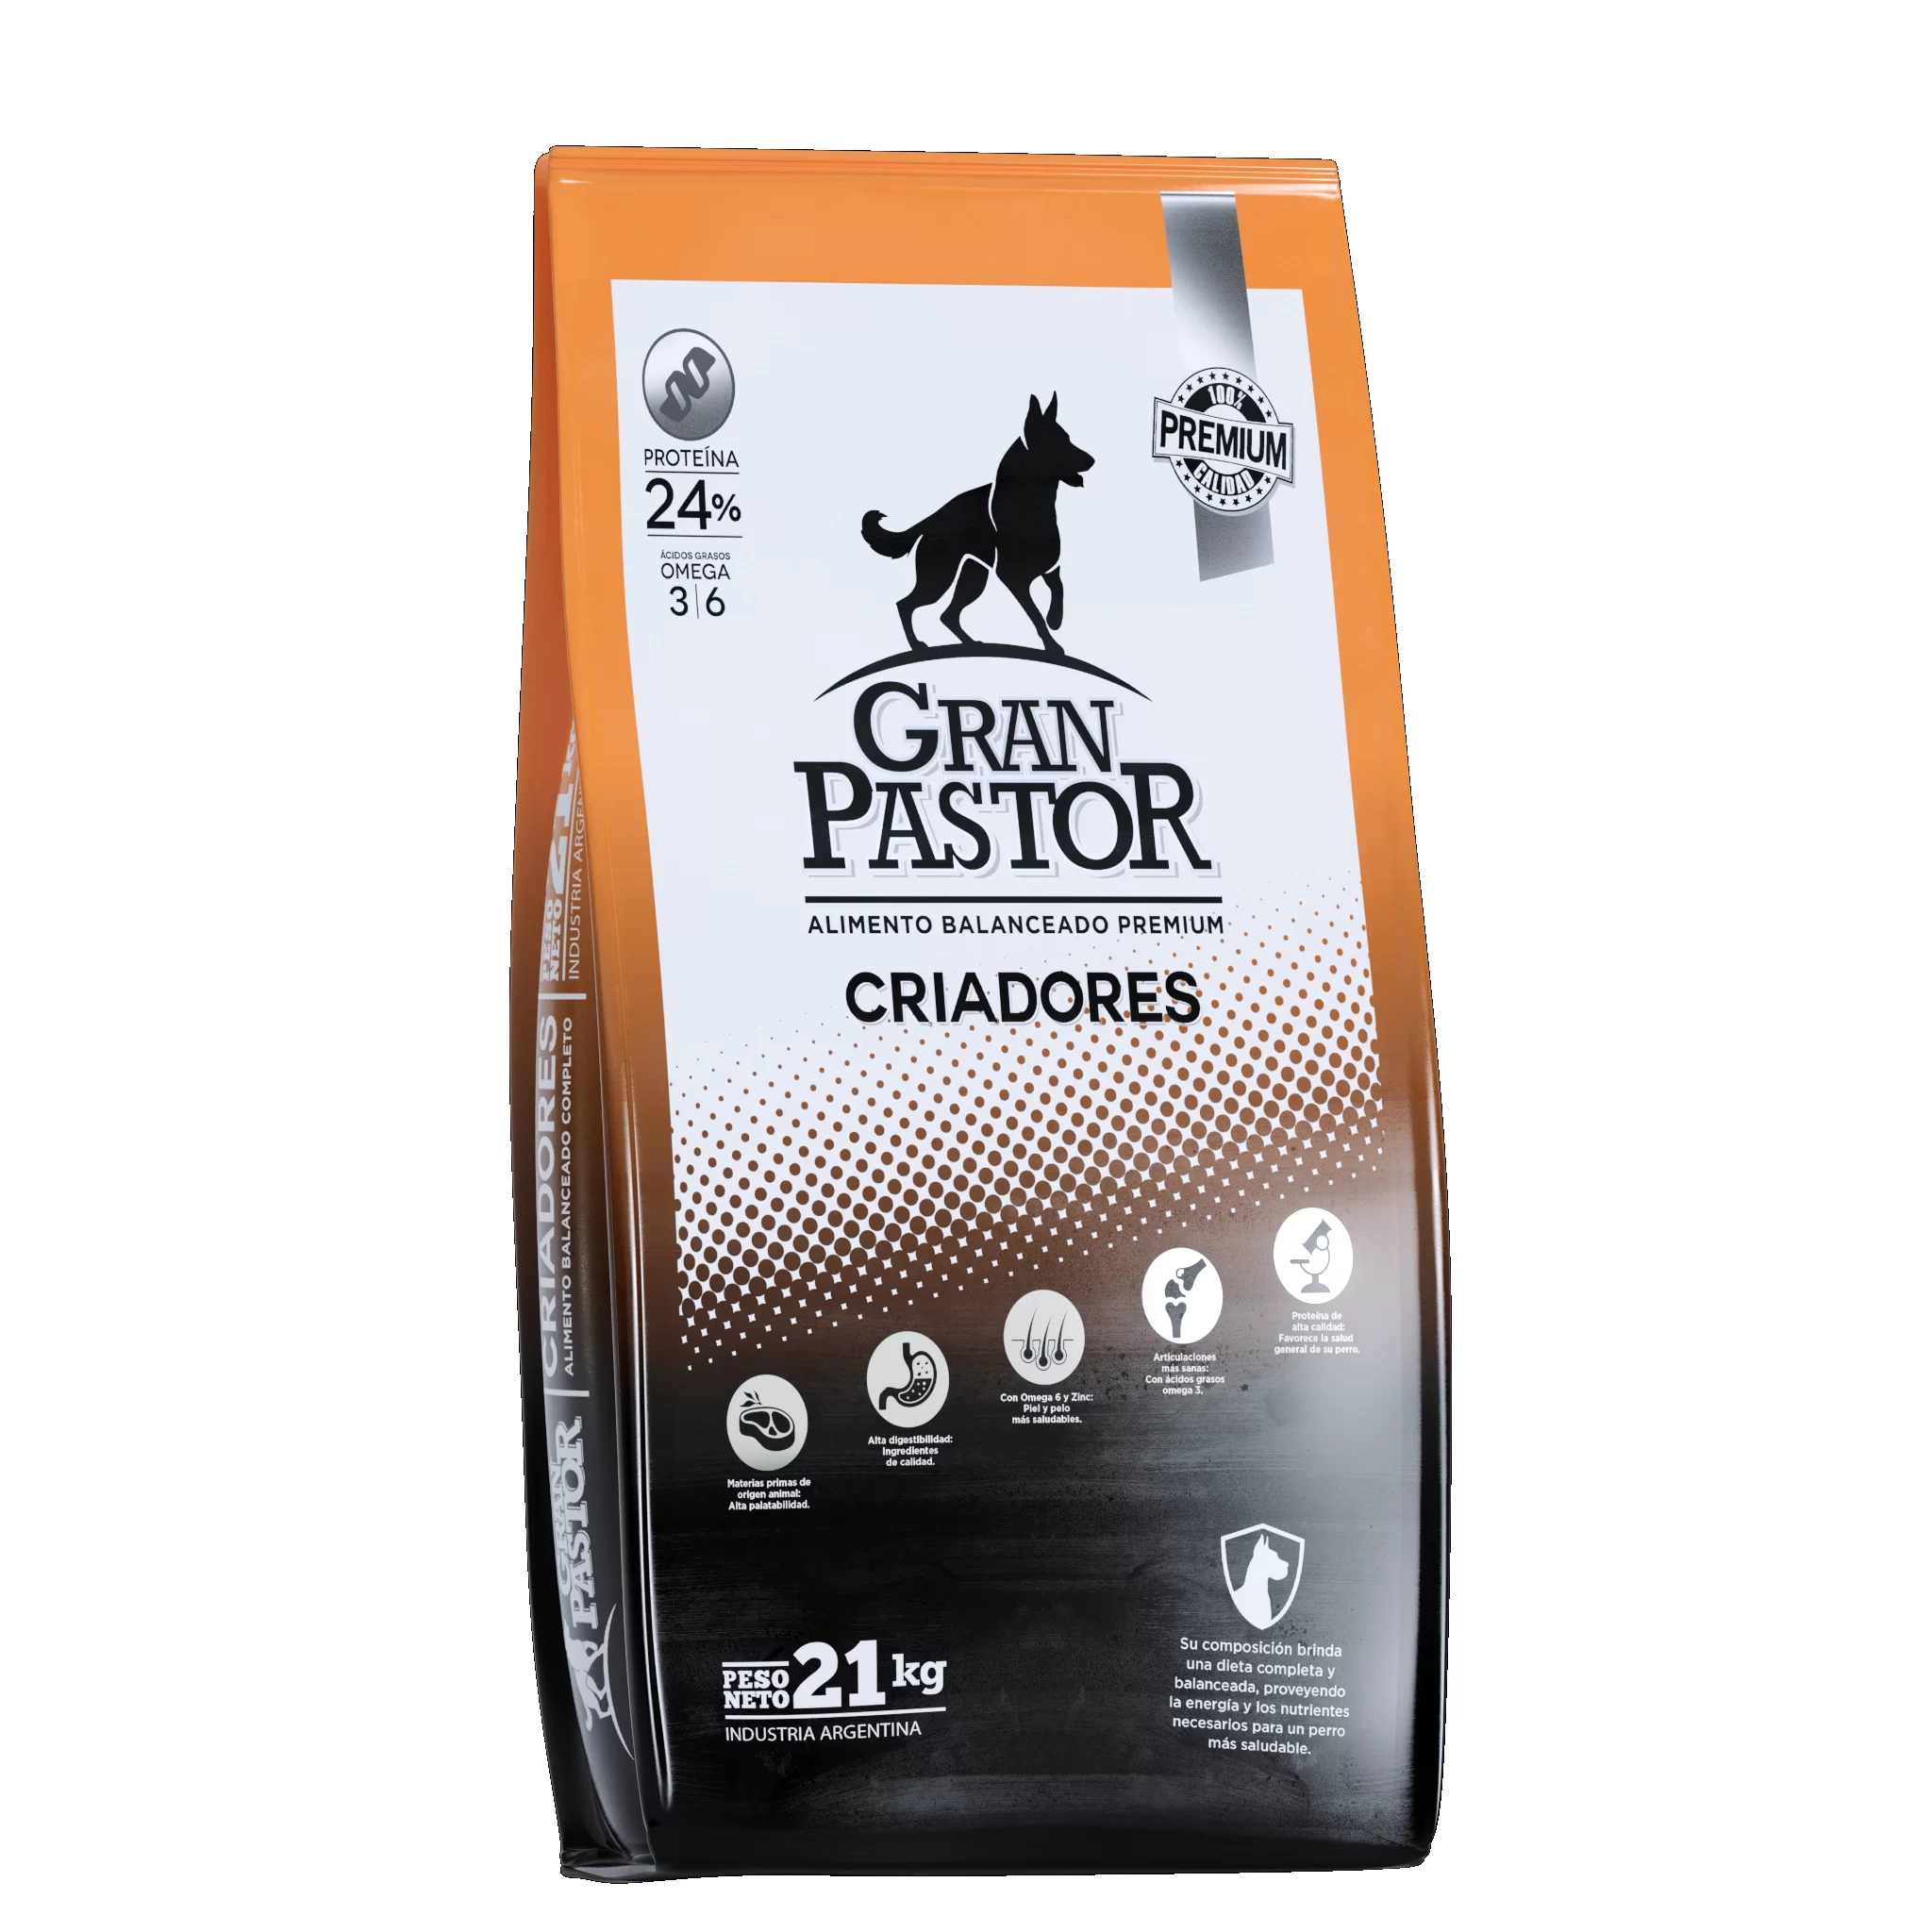 PROTEÍNA
24%
ÁCIDOS GRASOS
OMEGA
3|6
100%
PREMIUM
CALIDAD
GRAN
PASTOR
ALIMENTO BALANCEADO PREMIUM
CRIADORES
Materias primas de
origen animal:
Alta palatabilidad.
Alta digestibilidad:
Ingredientes
de calidad.
Con Omega 6 y Zinc:
Piel y pelo
más saludables.
Articulaciones
más sanas:
Con ácidos grasos
omega 3.
Proteína de
alta calidad:
Favorece la salud
general de su perro.
PESO
NETO
21 kg
INDUSTRIA ARGENTINA
Su composición brinda
una dieta completa y
balanceada, proveyendo
la energía y los nutrientes
necesarios para un perro
más saludable.
GRAN
PASTOR
CRIADORES
ALIMENTO BALANCEADO COMPLETO
PESO
NETO
21
INDUSTRIA